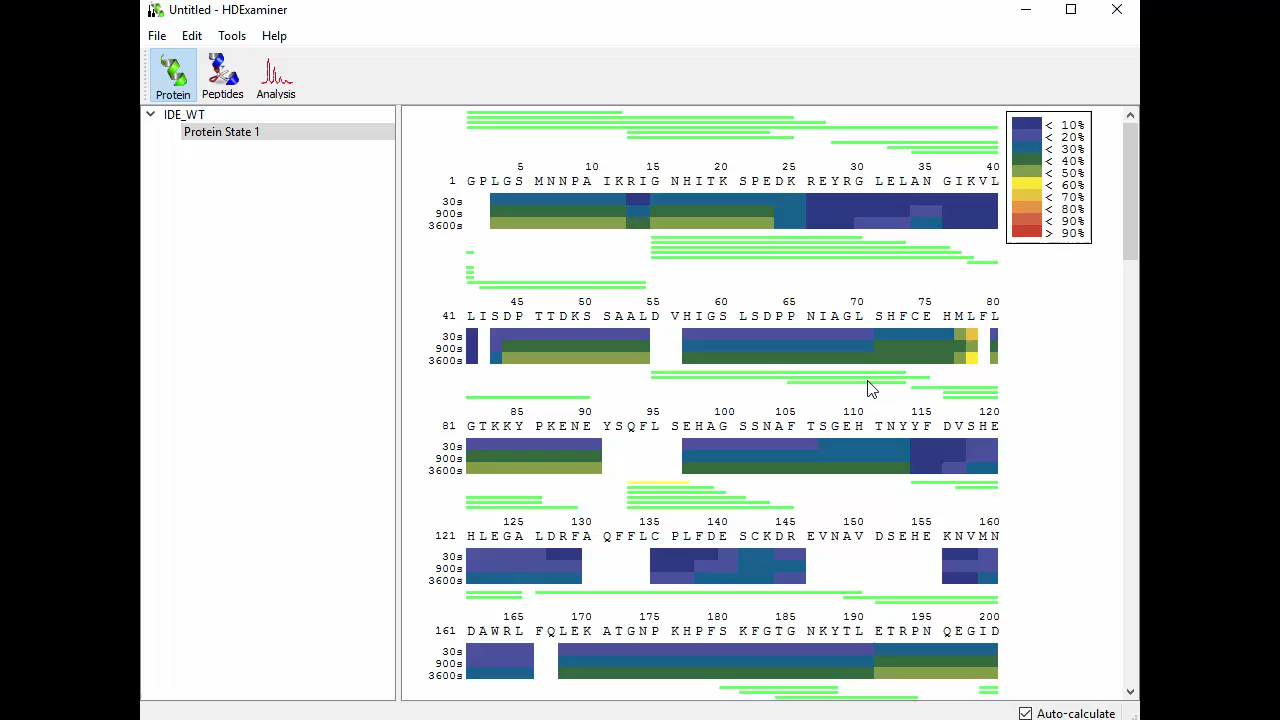 Untitled - HDExaminer
File Edit Tools Help
Protein Peptides Analysis
IDE_WT
Protein State 1
< 10%
< 20%
< 30%
< 40%
< 50%
< 60%
< 70%
< 80%
< 90%
> 90%
5 10 15 20 25 30 35 40
1 GPLGS MNNPA IKRIG NHITK SPEDK REYRG LELAN GIKVL
30s
900s
3600s
45 50 55 60 65 70 75 80
41 LISDP TTDKS SAALD VHIGS LSDPP NIAGL SHFCE HMLFL
30s
900s
3600s
85 90 95 100 105 110 115 120
81 GTKKY PKENE YSQFL SEHAG SSNAF TSGEH TNYYF DVSHE
30s
900s
3600s
125 130 135 140 145 150 155 160
121 HLEGA LDRFA QFFLC PLFDE SCKDR EVNAV DSEHE KNVMN
30s
900s
3600s
165 170 175 180 185 190 195 200
161 DAWRL FQLEK ATGNP KHPFS KFGTG NKYTL ETRPN QEGID
30s
900s
3600s
Auto-calculate